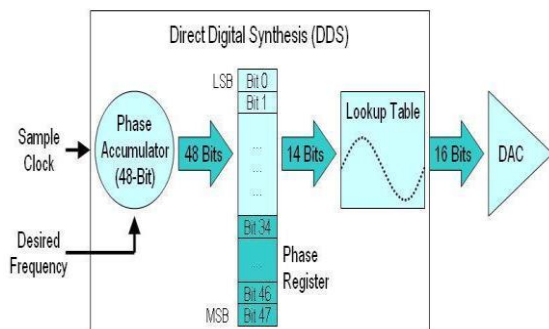 Direct Digital Synthesis (DDS)
LSB
Bit 0
Bit 1
Lookup Table
Sample
Clock
Phase
Accumulator
(48-Bit)
48 Bits
...
...
...
14 Bits
16 Bits
DAC
Desired
Frequency
Bit 34
...
Phase
Register
Bit 46
MSB
Bit 47